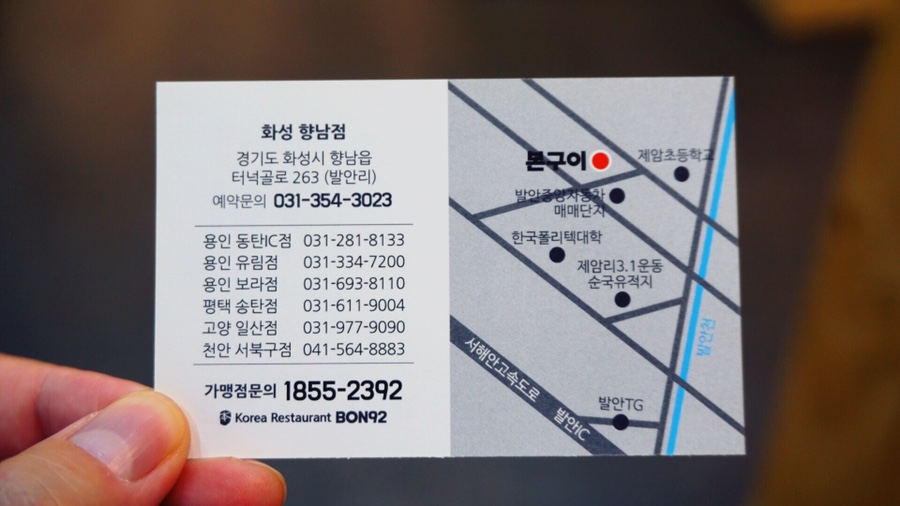 화성 향남점
경기도 화성시 향남읍
터넉골로 263 (발안리)
예약문의 031-354-3023
용인 동탄IC점 031-281-8133
용인 유림점 031-334-7200
용인 보라점 031-693-8110
평택 송탄점 031-611-9004
고양 일산점 031-977-9090
천안 서북구점 041-564-8883
가맹점문의 1855-2392
Korea Restaurant BON92
본구이
제암초등학교
발안중앙자동차
매매단지
한국폴리텍대학
제암리3.1운동
순국유적지
발안천
서해안고속도로
발안IC
발안TG